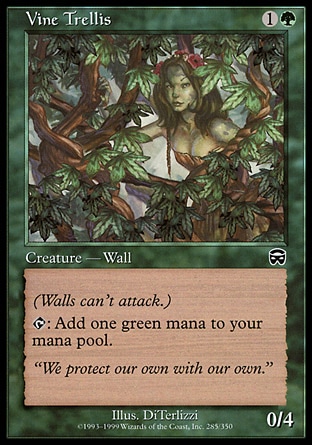 Vine Trellis 1
Creature — Wall
(Walls can't attack.)
: Add one green mana to your
mana pool.
"We protect our own with our own."
Illus. DiTerlizzi
©1993–1999 Wizards of the Coast, Inc. 285/350
0/4